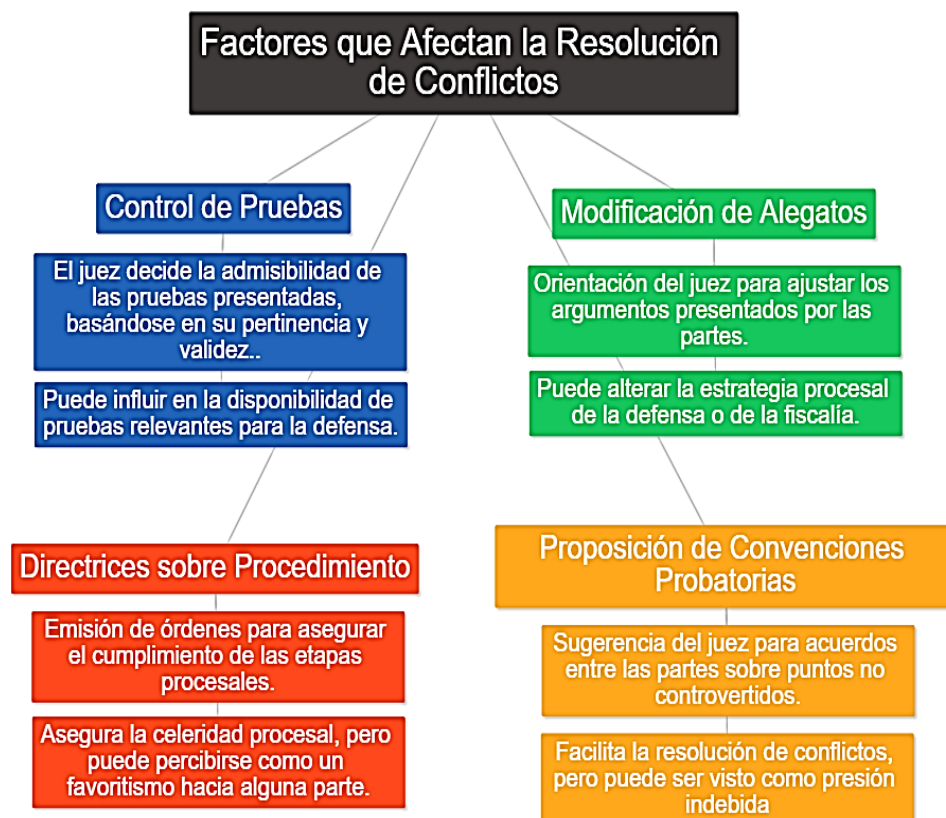 Factores que Afectan la Resolución
de Conflictos
Control de Pruebas
El juez decide la admisibilidad de
las pruebas presentadas,
basándose en su pertinencia y
validez..
Puede influir en la disponibilidad de
pruebas relevantes para la defensa.
Modificación de Alegatos
Orientación del juez para ajustar los
argumentos presentados por las
partes.
Puede alterar la estrategia procesal
de la defensa o de la fiscalía.
Directrices sobre Procedimiento
Emisión de órdenes para asegurar
el cumplimiento de las etapas
procesales.
Asegura la celeridad procesal, pero
puede percibirse como un
favoritismo hacia alguna parte.
Proposición de Convenciones
Probatorias
Sugerencia del juez para acuerdos
entre las partes sobre puntos no
controvertidos.
Facilita la resolución de conflictos,
pero puede ser visto como presión
indebida